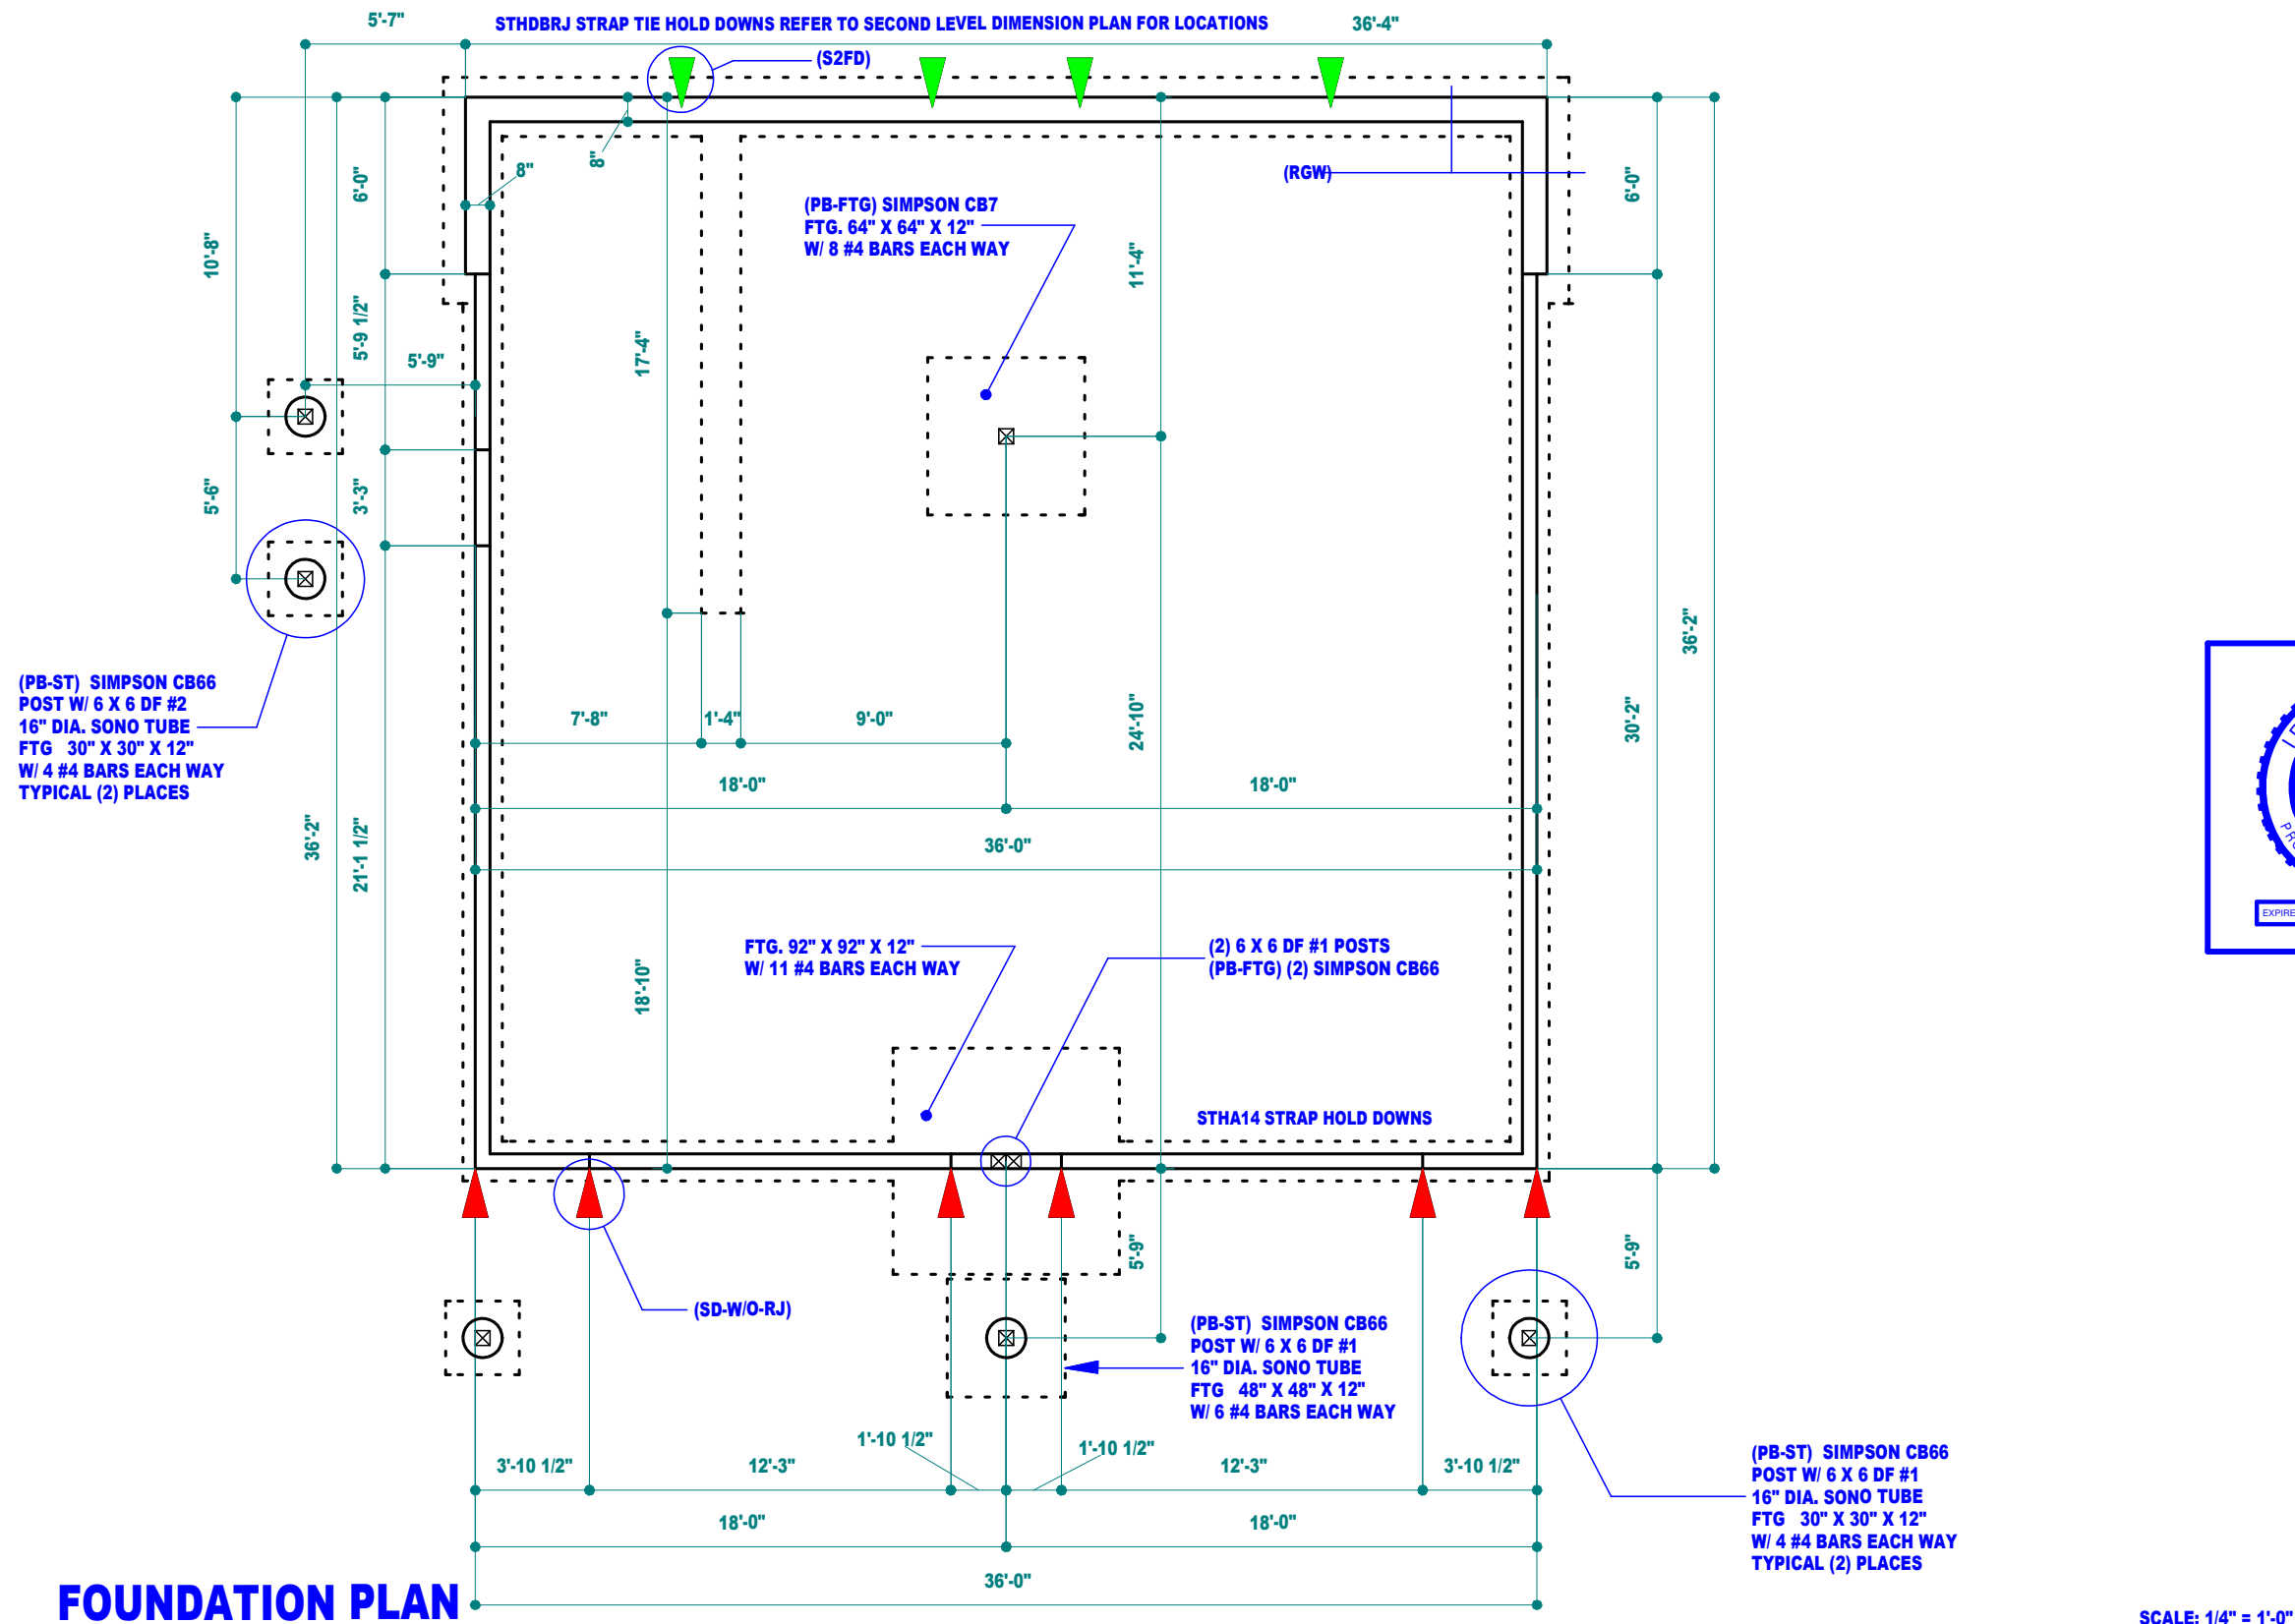 5'-7"
STHDBRJ STRAP TIE HOLD DOWNS REFER TO SECOND LEVEL DIMENSION PLAN FOR LOCATIONS
36'-4"
(S2FD)
8"
8"
6'-0"
(RGW)
6'-0"
(PB-FTG) SIMPSON CB7
FTG. 64" X 64" X 12"
W/ 8 #4 BARS EACH WAY
10'-8"
11'-4"
5'-9 1/2"
5'-9"
17'-4"
5'-6"
3'-3"
36'-2"
(PB-ST) SIMPSON CB66
POST W/ 6 X 6 DF #2
16" DIA. SONO TUBE
FTG 30" X 30" X 12"
W/ 4 #4 BARS EACH WAY
TYPICAL (2) PLACES
7'-8"
1'-4"
9'-0"
24'-10"
30'-2"
18'-0"
18'-0"
36'-2"
21'-1 1/2"
36'-0"
EXPIRE
FTG. 92" X 92" X 12"
W/ 11 #4 BARS EACH WAY
(2) 6 X 6 DF #1 POSTS
(PB-FTG) (2) SIMPSON CB66
18'-10"
STHA14 STRAP HOLD DOWNS
5'-9"
5'-9"
(SD-W/O-RJ)
(PB-ST) SIMPSON CB66
POST W/ 6 X 6 DF #1
16" DIA. SONO TUBE
FTG 48" X 48" X 12"
W/ 6 #4 BARS EACH WAY
1'-10 1/2"
1'-10 1/2"
3'-10 1/2"
12'-3"
12'-3"
3'-10 1/2"
(PB-ST) SIMPSON CB66
POST W/ 6 X 6 DF #1
16" DIA. SONO TUBE
FTG 30" X 30" X 12"
W/ 4 #4 BARS EACH WAY
TYPICAL (2) PLACES
18'-0"
18'-0"
36'-0"
FOUNDATION PLAN
SCALE: 1/4" = 1'-0"